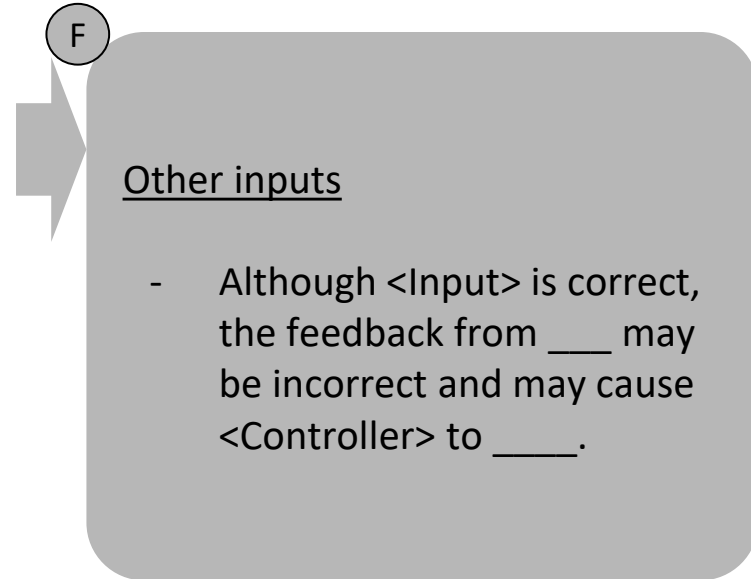 F
Other inputs
- Although <Input> is correct,
the feedback from ___ may
be incorrect and may cause
<Controller> to ____.